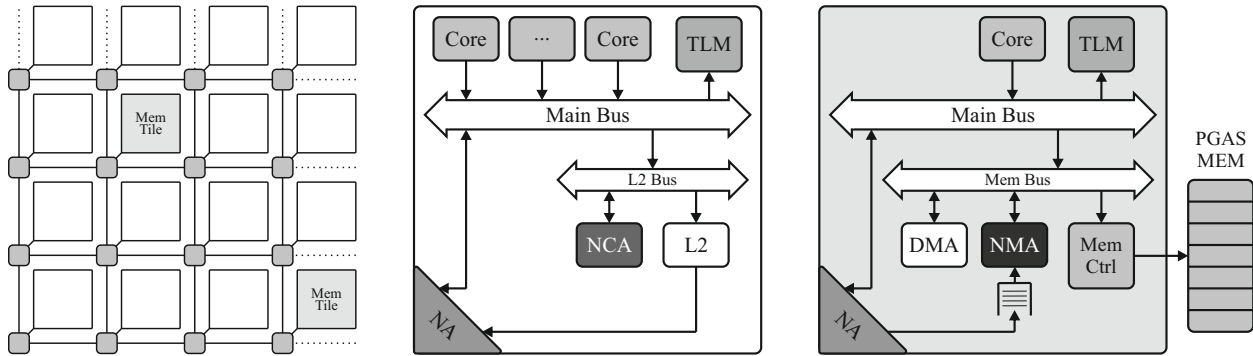 Mem
Tile
Mem
Tile
Core
...
Core
TLM
Main Bus
L2 Bus
NCA
L2
NA
Core
TLM
Main Bus
Mem Bus
DMA
NMA
Mem
Ctrl
NA
PGAS
MEM